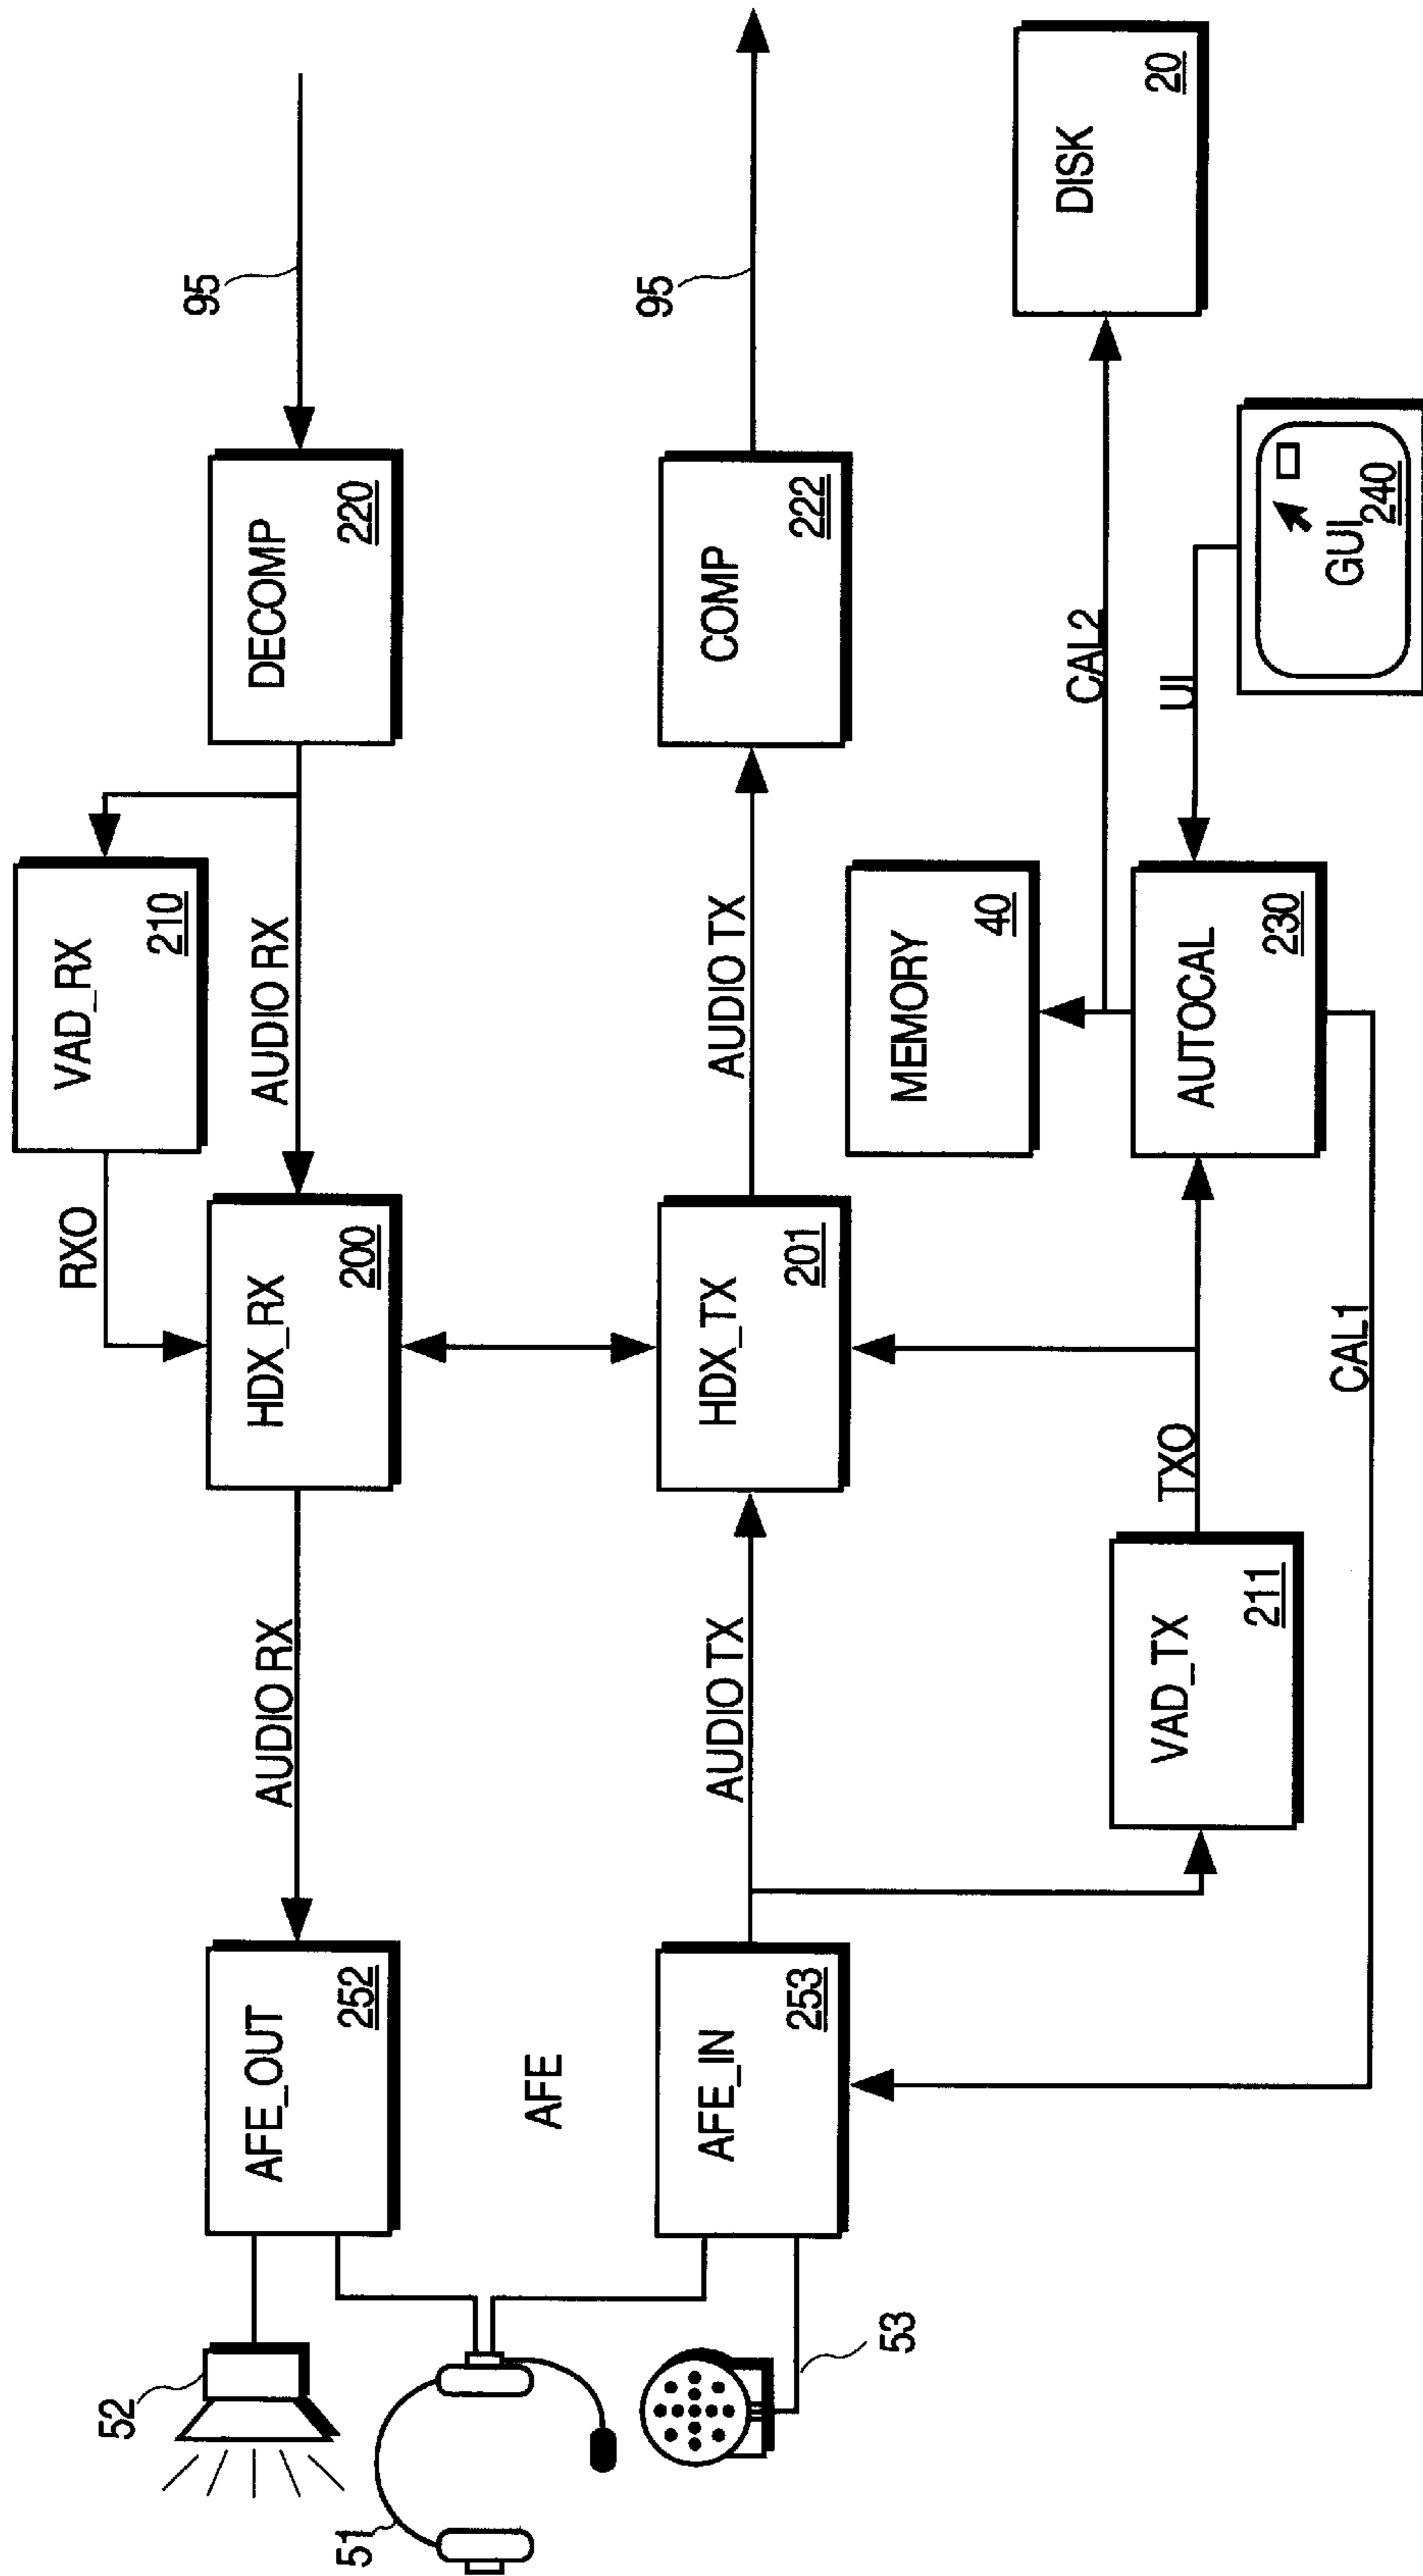 VAD_RX
210
RXO
52
AFE_OUT
252
AUDIO RX
HDX_RX
200
AUDIO RX
DECOMP
220
95
51
AFE
53
AFE_IN
253
AUDIO TX
HDX_TX
201
AUDIO TX
COMP
222
95
MEMORY
40
VAD_TX
211
TXO
AUTOCAL
230
CAL2
UI
DISK
20
CAL1
GUI
240